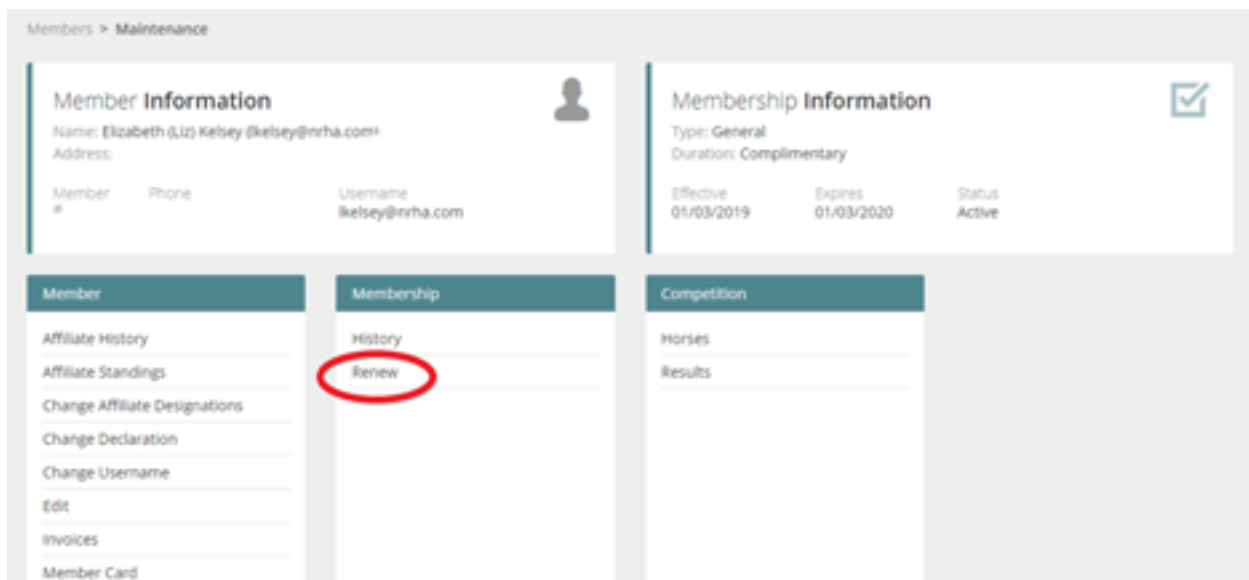 Members > Maintenance
Member Information
Name: Elizabeth (Liz) Kelsey (lkelsey@nrha.com)
Address:
Member # Phone Username
lkelsey@nrha.com
Membership Information
Type: General
Duration: Complimentary
Effective Expires Status
01/03/2019 01/03/2020 Active
Member
Affiliate History
Affiliate Standings
Change Affiliate Designations
Change Declaration
Change Username
Edit
Invoices
Member Card
Membership
History
Renew
Competition
Horses
Results